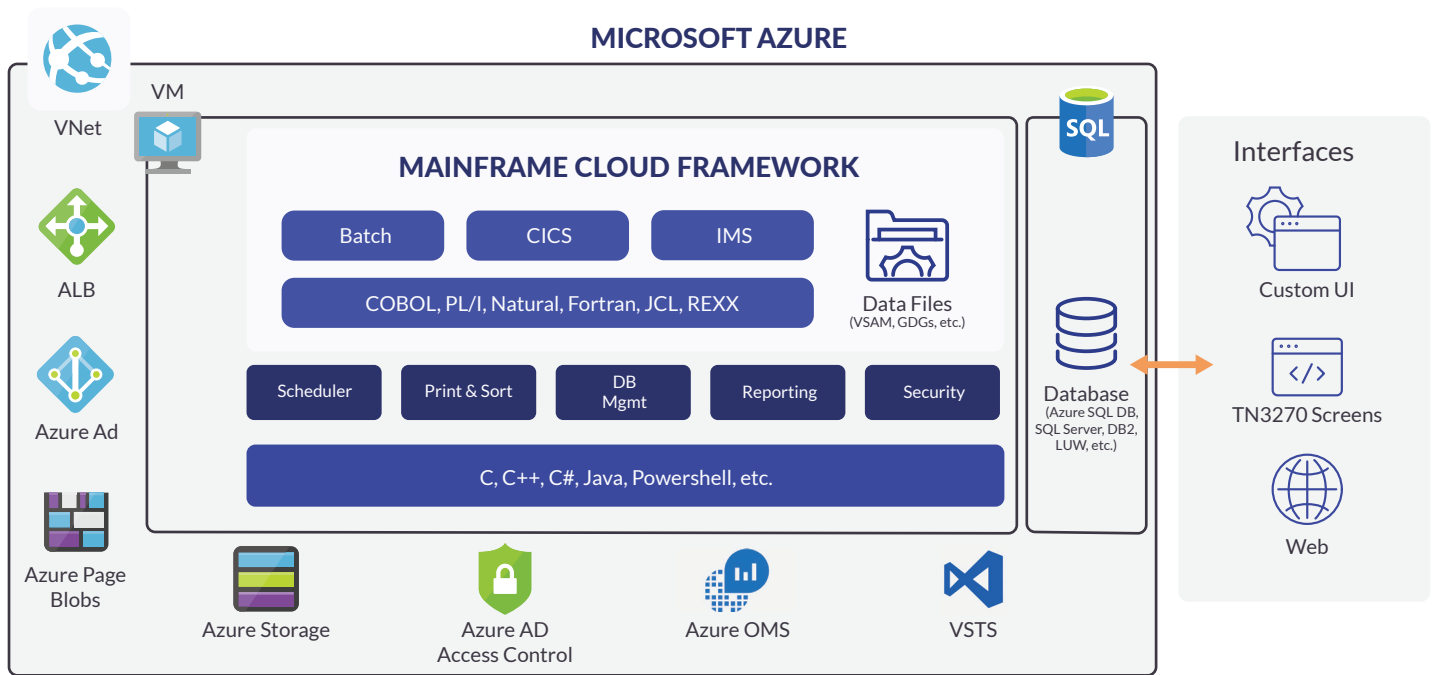 MICROSOFT AZURE
VNet
VM
ALB
Azure Ad
Azure Page
Blobs
MAINFRAME CLOUD FRAMEWORK
Batch
CICS
IMS
COBOL, PL/I, Natural, Fortran, JCL, REXX
Data Files
(VSAM, GDGs, etc.)
Scheduler
Print & Sort
DB
Mgmt
Reporting
Security
C, C++, C#, Java, Powershell, etc.
SQL
Database
(Azure SQL DB,
SQL Server, DB2,
LUW, etc.)
Azure Storage
Azure AD
Access Control
Azure OMS
VSTS
Interfaces
Custom UI
</>
TN3270 Screens
Web